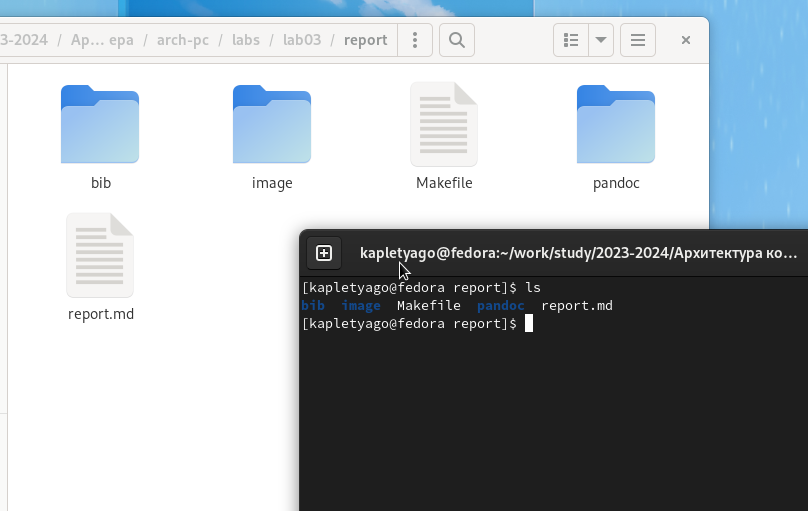 3-2024 / Ар… ера / arch-pc / labs / lab03 / report
bib image Makefile pandoc
report.md
kapletyago@fedora:~/work/study/2023-2024/Архитектура ко…
[kapletyago@fedora report]$ ls
bib image Makefile pandoc report.md
[kapletyago@fedora report]$